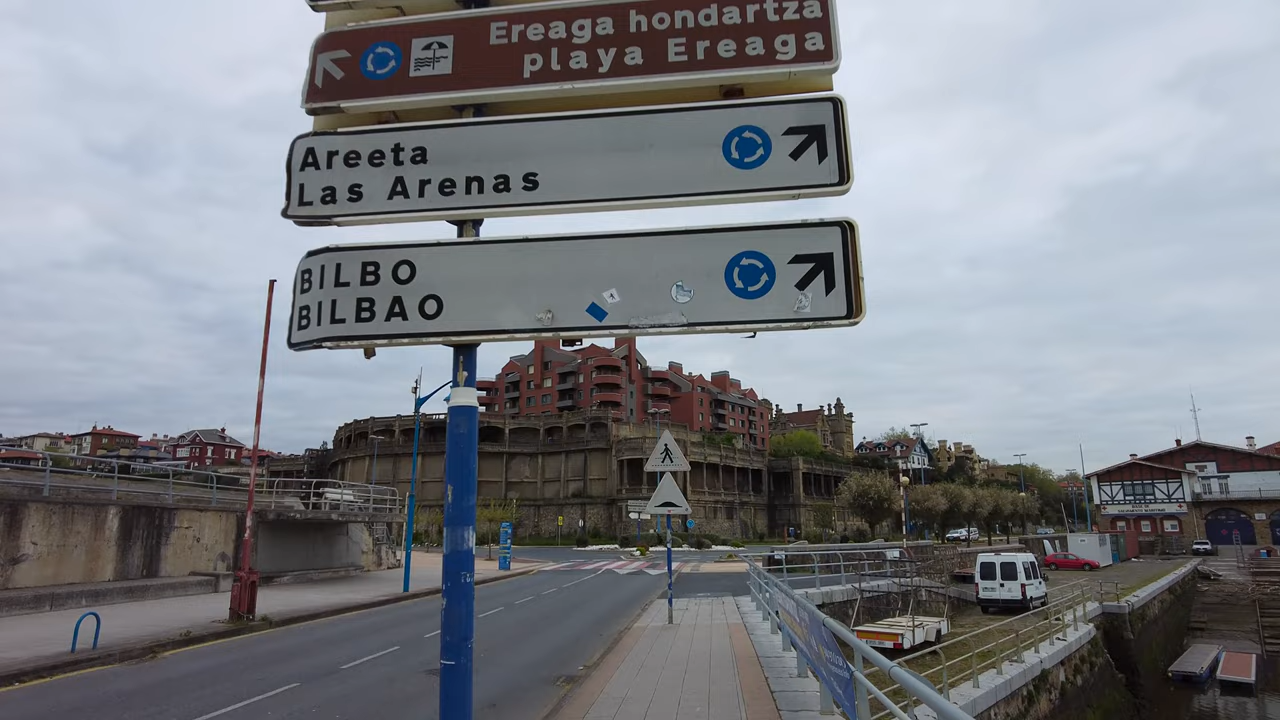 Ereaga hondartza
playa Ereaga
Areeta
Las Arenas
BILBO
BILBAO